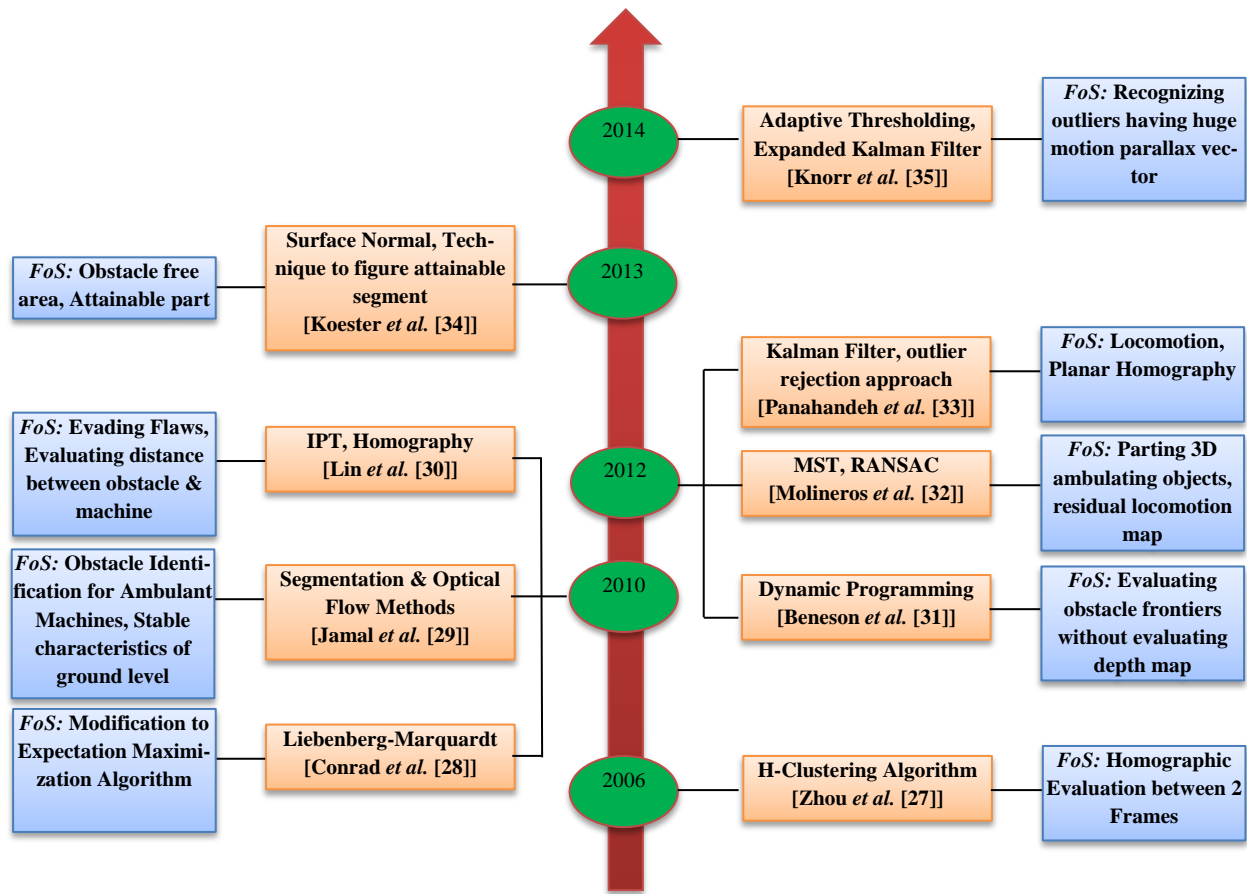 2014
Adaptive Thresholding,
Expanded Kalman Filter
[Knorr et al. [35]]
FoS: Recognizing
outliers having huge
motion parallax vec-
tor
FoS: Obstacle free
area, Attainable part
Surface Normal, Tech-
nique to figure attainable
segment
[Koester et al. [34]]
2013
Kalman Filter, outlier
rejection approach
[Panahandeh et al. [33]]
FoS: Locomotion,
Planar Homography
FoS: Evading Flaws,
Evaluating distance
between obstacle &
machine
IPT, Homography
[Lin et al. [30]]
2012
MST, RANSAC
[Molineros et al. [32]]
FoS: Parting 3D
ambulating objects,
residual locomotion
map
FoS: Obstacle Identi-
fication for Ambulant
Machines, Stable
characteristics of
ground level
Segmentation & Optical
Flow Methods
[Jamal et al. [29]]
2010
Dynamic Programming
[Beneson et al. [31]]
FoS: Evaluating
obstacle frontiers
without evaluating
depth map
FoS: Modification to
Expectation Maximi-
zation Algorithm
Liebenberg-Marquardt
[Conrad et al. [28]]
2006
H-Clustering Algorithm
[Zhou et al. [27]]
FoS: Homographic
Evaluation between 2
Frames